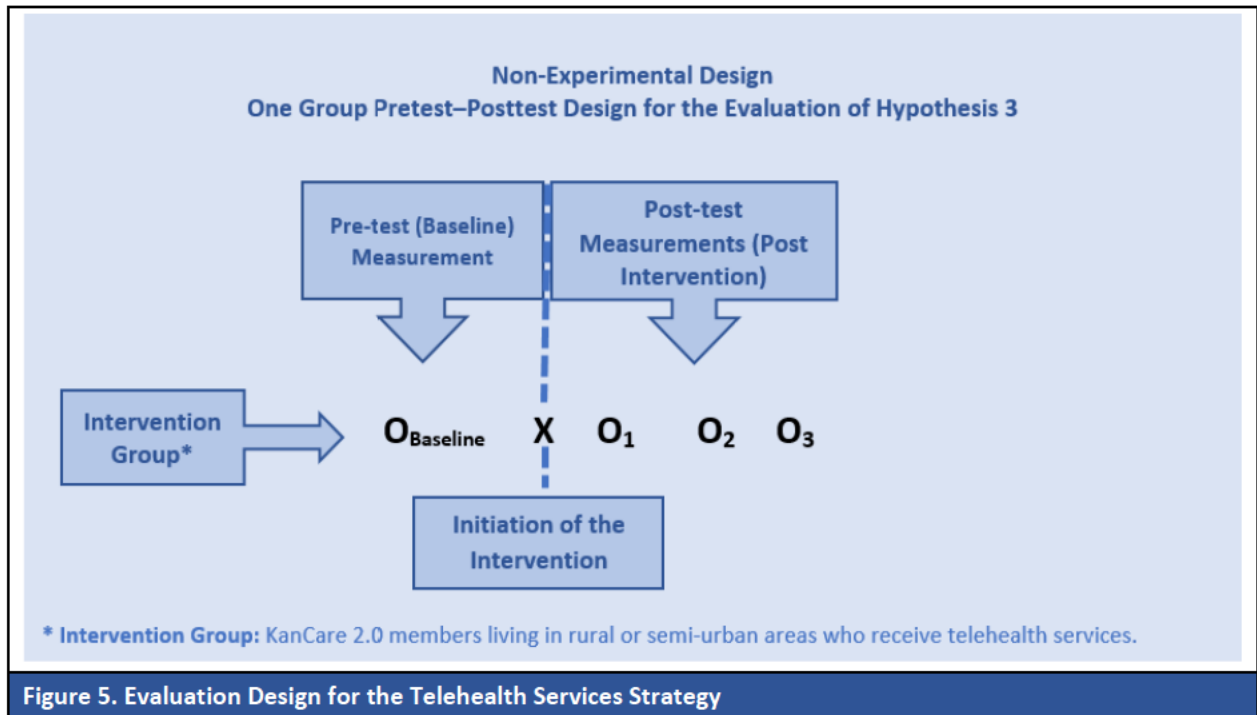 Non-Experimental Design
One Group Pretest–Posttest Design for the Evaluation of Hypothesis 3
Pre-test (Baseline)
Measurement
Post-test
Measurements (Post
Intervention)
Intervention
Group*
OBaseline X O1 O2 O3
Initiation of the
Intervention
* Intervention Group: KanCare 2.0 members living in rural or semi-urban areas who receive telehealth services.
Figure 5. Evaluation Design for the Telehealth Services Strategy